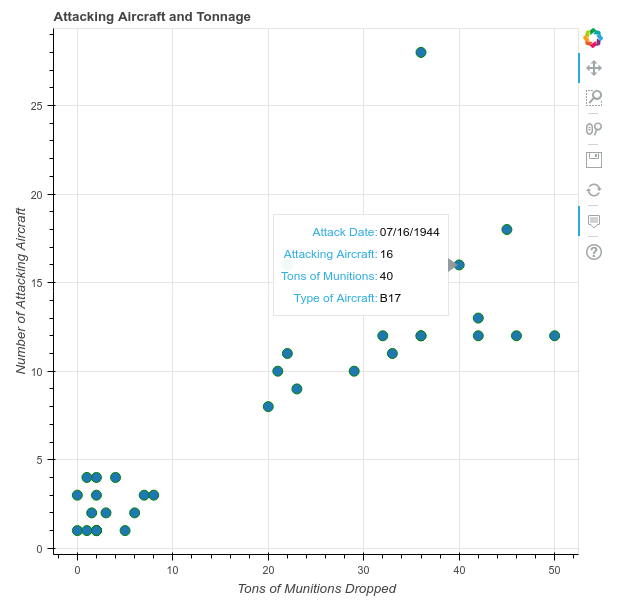 Attacking Aircraft and Tonnage
Number of Attacking Aircraft
25
20
15
10
5
0
Attack Date: 07/16/1944
Attacking Aircraft: 16
Tons of Munitions: 40
Type of Aircraft: B17
0 10 20 30 40 50
Tons of Munitions Dropped